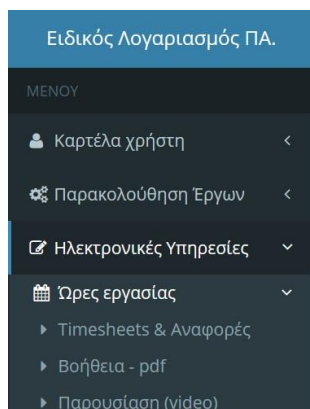 Ειδικός Λογαριασμός ΠΑ.
ΜΕΝΟΥ
Καρτέλα χρήστη
Παρακολούθηση Έργων
Ηλεκτρονικές Υπηρεσίες
Ώρες εργασίας
Timesheets & Αναφορές
Βοήθεια - pdf
Παρουσίαση (video)